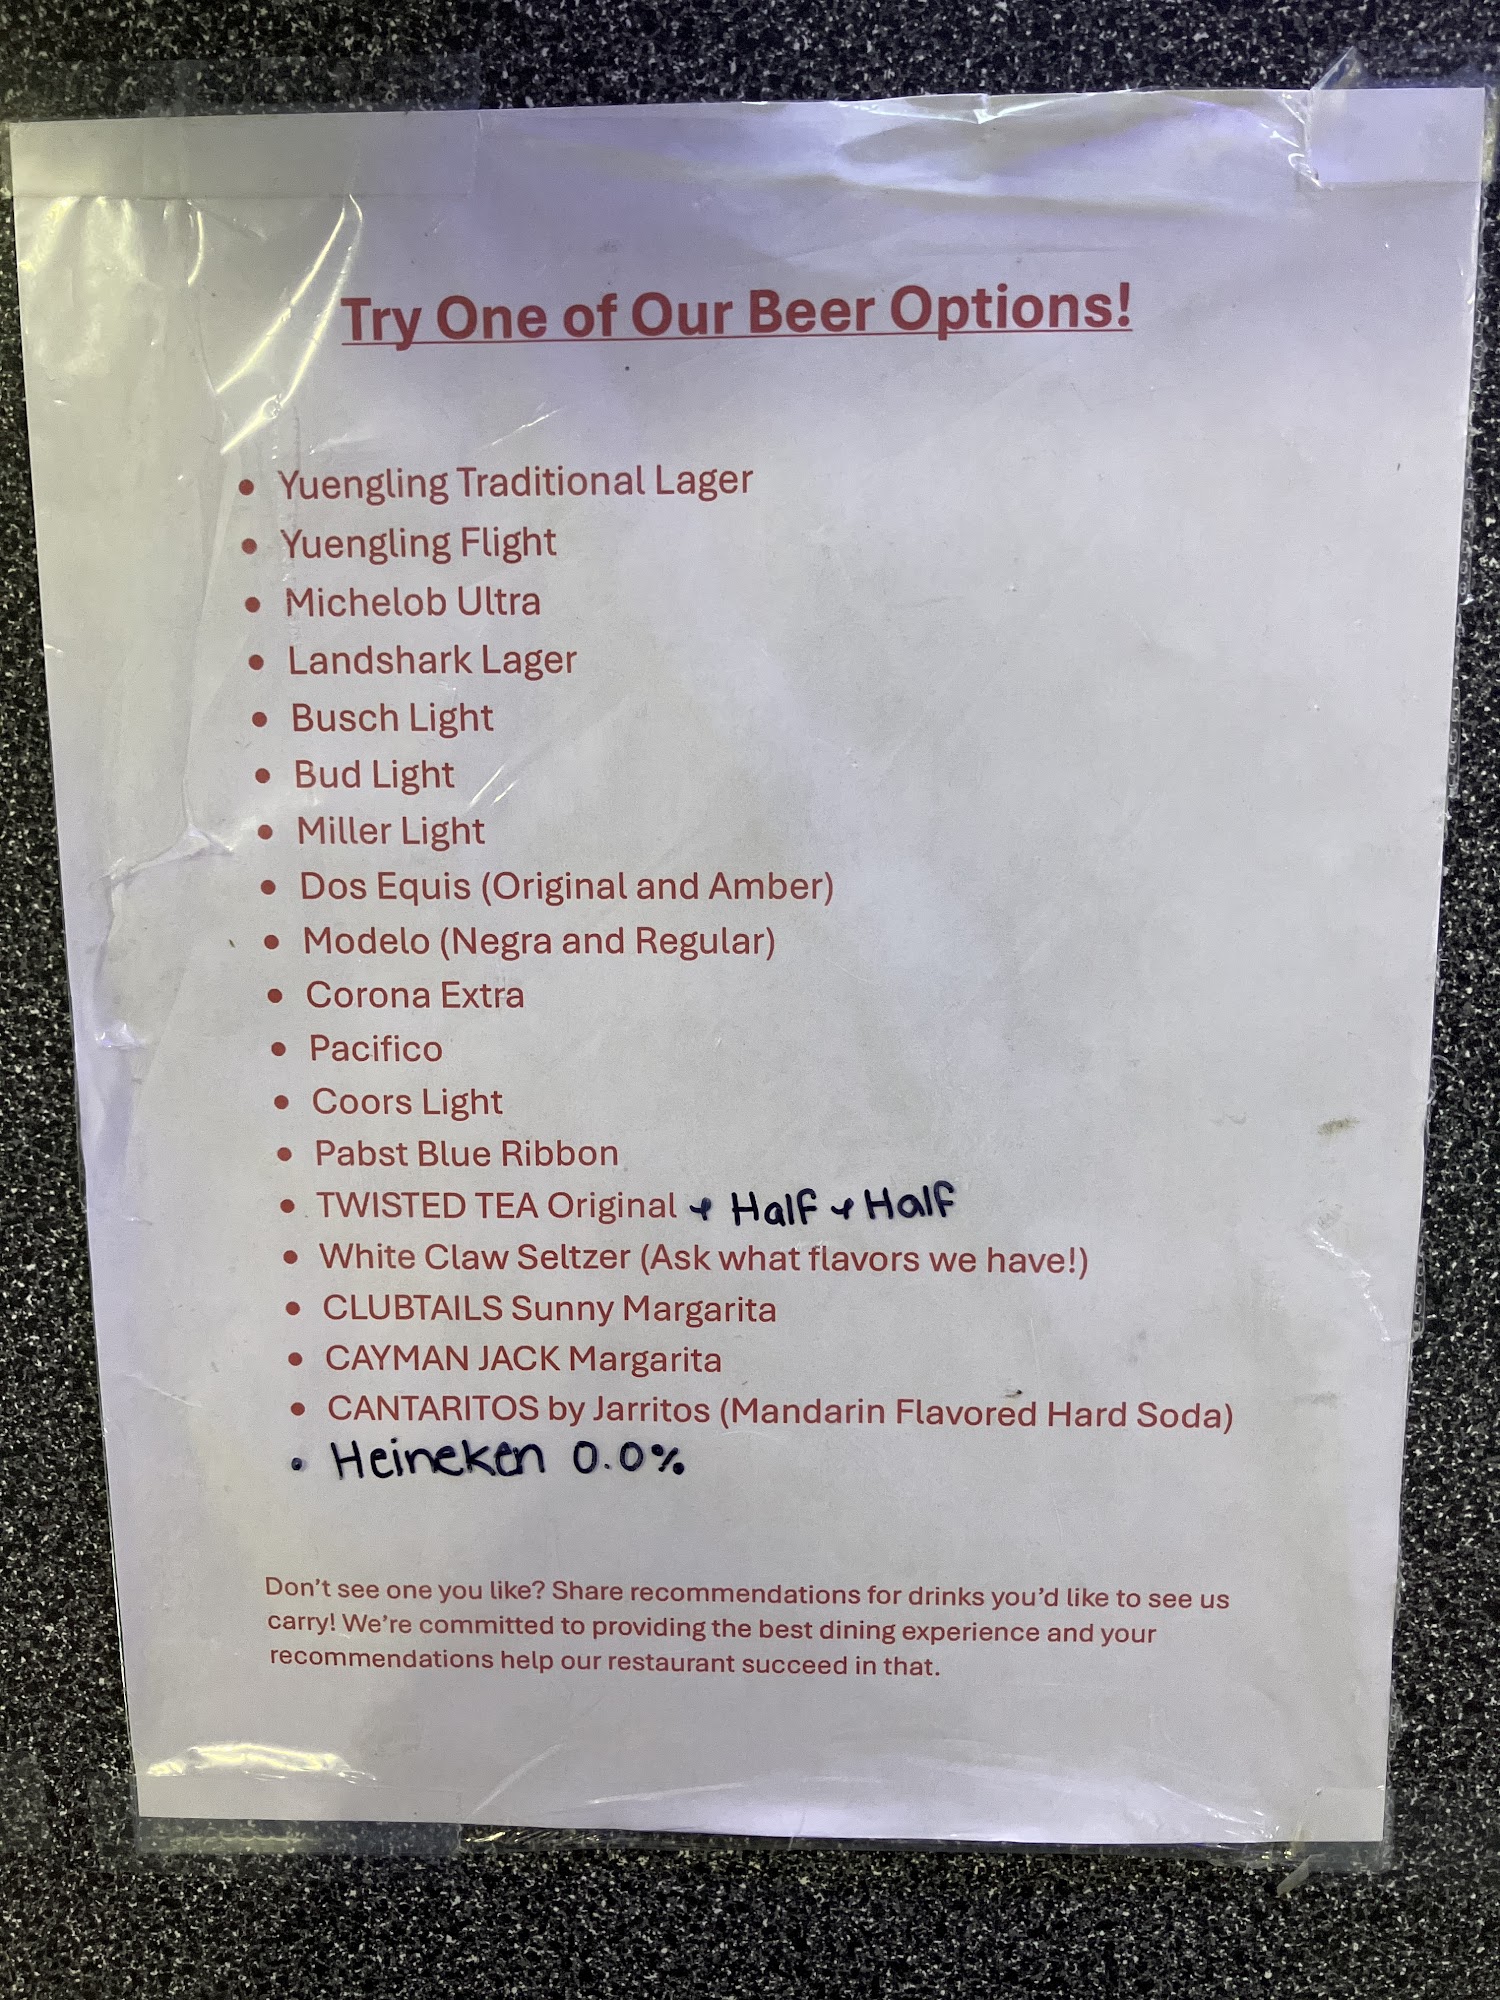 Try One of Our Beer Options!
• Yuengling Traditional Lager
• Yuengling Flight
• Michelob Ultra
• Landshark Lager
• Busch Light
• Bud Light
• Miller Light
• Dos Equis (Original and Amber)
• Modelo (Negra and Regular)
• Corona Extra
• Pacifico
• Coors Light
• Pabst Blue Ribbon
• TWISTED TEA Original + Half + Half
• White Claw Seltzer (Ask what flavors we have!)
• CLUBTAILS Sunny Margarita
• CAYMAN JACK Margarita
• CANTARITOS by Jarritos (Mandarin Flavored Hard Soda)
• Heineken 0.0%
Don't see one you like? Share recommendations for drinks you'd like to see us
carry! We're committed to providing the best dining experience and your
recommendations help our restaurant succeed in that.